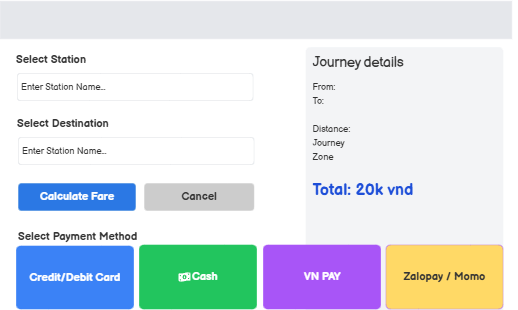 Select Station
Enter Station Name...
Select Destination
Enter Station Name...
Calculate Fare
Cancel
Journey details
From:
To:
Distance:
Journey
Zone
Total: 20k vnd
Select Payment Method
Credit/Debit Card
Cash
VN PAY
Zalopay / Momo